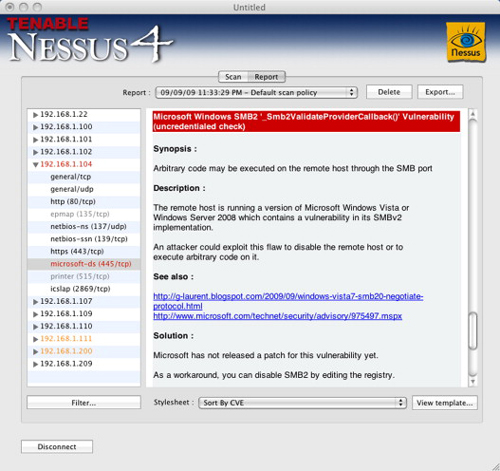 Untitled
TENABLE
NESSUS 4
Nessus
Scan Report
Report : 09/09/09 11:33:29 PM – Default scan policy Delete Export...
192.168.1.22
192.168.1.100
192.168.1.101
192.168.1.102
192.168.1.104
general/tcp
general/udp
http (80/tcp)
epmap (135/tcp)
netbios-ns (137/udp)
netbios-ssn (139/tcp)
https (443/tcp)
microsoft-ds (445/tcp)
printer (515/tcp)
icslap (2869/tcp)
192.168.1.107
192.168.1.109
192.168.1.110
192.168.1.111
192.168.1.200
192.168.1.209
Microsoft Windows SMB2 '_Smb2ValidateProviderCallback()' Vulnerability
(uncredentialed check)
Synopsis :
Arbitrary code may be executed on the remote host through the SMB port
Description :
The remote host is running a version of Microsoft Windows Vista or
Windows Server 2008 which contains a vulnerability in its SMBv2
implementation.
An attacker could exploit this flaw to disable the remote host or to
execute arbitrary code on it.
See also :
http://g-laurent.blogspot.com/2009/09/windows-vista7-smb20-negotiate-
protocol.html
http://www.microsoft.com/technet/security/advisory/975497.mspx
Solution :
Microsoft has not released a patch for this vulnerability yet.
As a workaround, you can disable SMB2 by editing the registry.
Filter... Stylesheet : Sort By CVE View template...
Disconnect